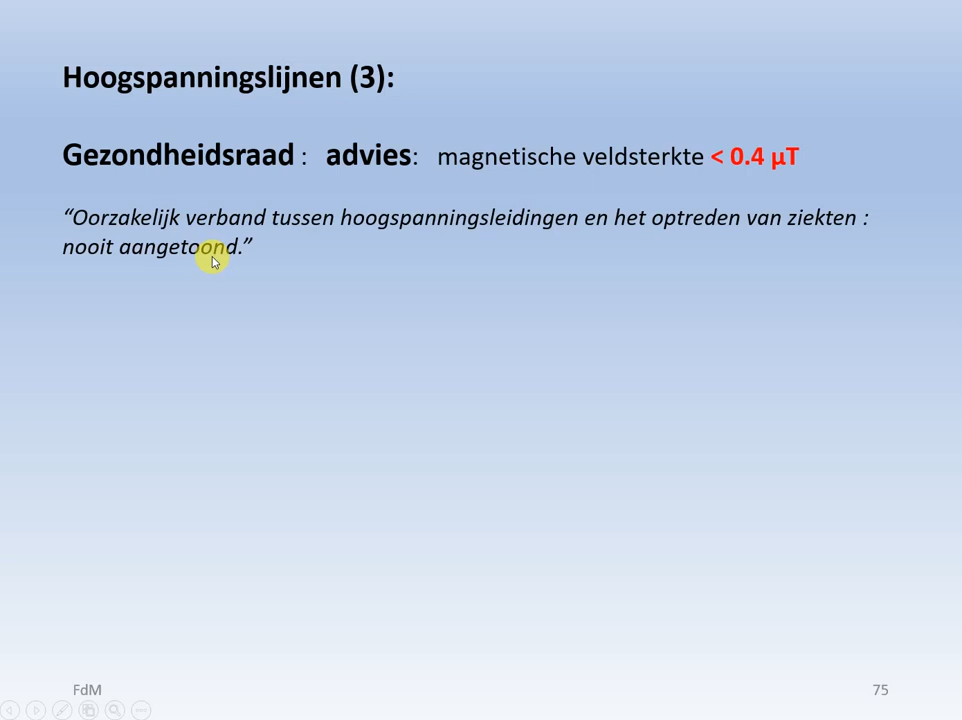 Hoogspanningslijnen (3):
Gezondheidsraad : advies: magnetische veldsterkte < 0.4 µT
“Oorzakelijk verband tussen hoogspanningsleidingen en het optreden van ziekten :
nooit aangetoond.”
FdM
75